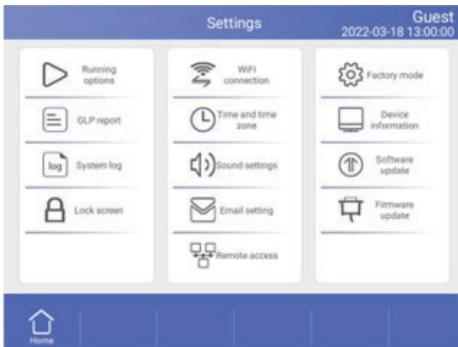 Settings
Guest
2022-03-18 13:00:00
Running
options
GLP report
log
System log
Lock screen
WiFi
connection
Time and time
zone
Sound settings
Email setting
Remote access
Factory mode
Device
information
Software
update
Firmware
update
Home